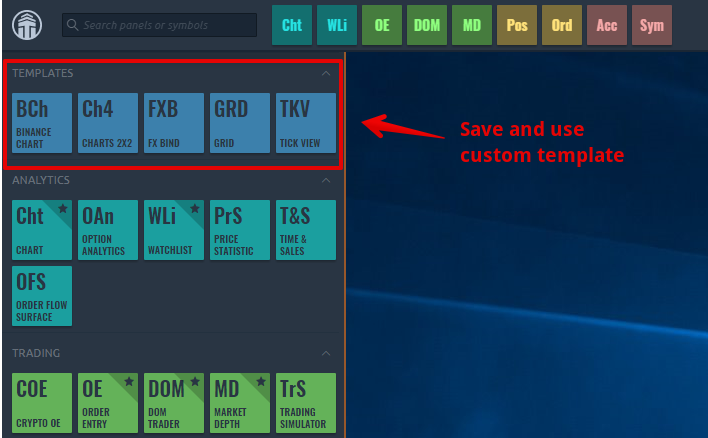 Search panels or symbols
Cht WLi OE DOM MD Pos Ord Acc Sym
TEMPLATES
BCh Ch4 FXB GRD TKV
BINANCE
CHART CHARTS 2X2 FX BIND GRID TICK VIEW
Save and use
custom template
ANALYTICS
Cht OAn WLi PrS T&S
OPTION PRICE TIME &
CHART ANALYTICS WATCHLIST STATISTIC SALES
OFS
ORDER FLOW
SURFACE
TRADING
COE OE DOM MD TrS
ORDER DOM MARKET TRADING
CRYPTO OE ENTRY TRADER DEPTH SIMULATOR